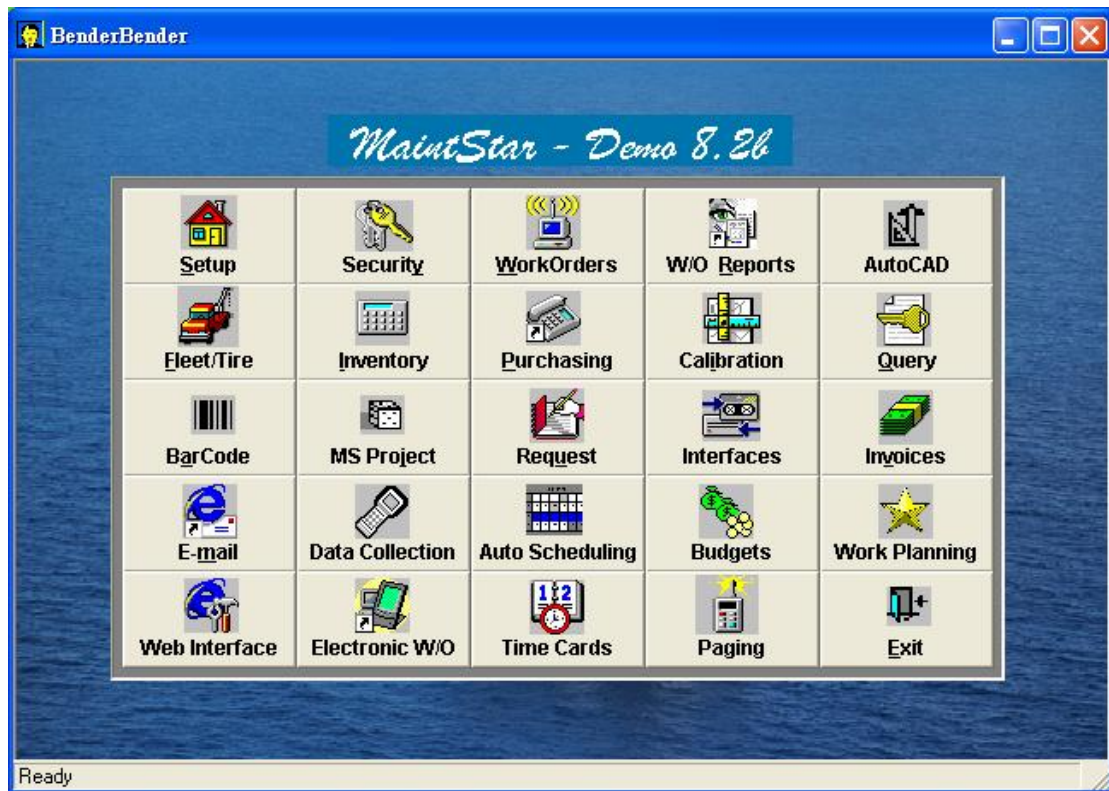 BenderBender
MaintStar - Demo 8.2b
Setup Security WorkOrders W/O Reports AutoCAD
Fleet/Tire Inventory Purchasing Calibration Query
BarCode MS Project Request Interfaces Invoices
E-mail Data Collection Auto Scheduling Budgets Work Planning
1 2
Web Interface Electronic W/O Time Cards Paging Exit
Ready